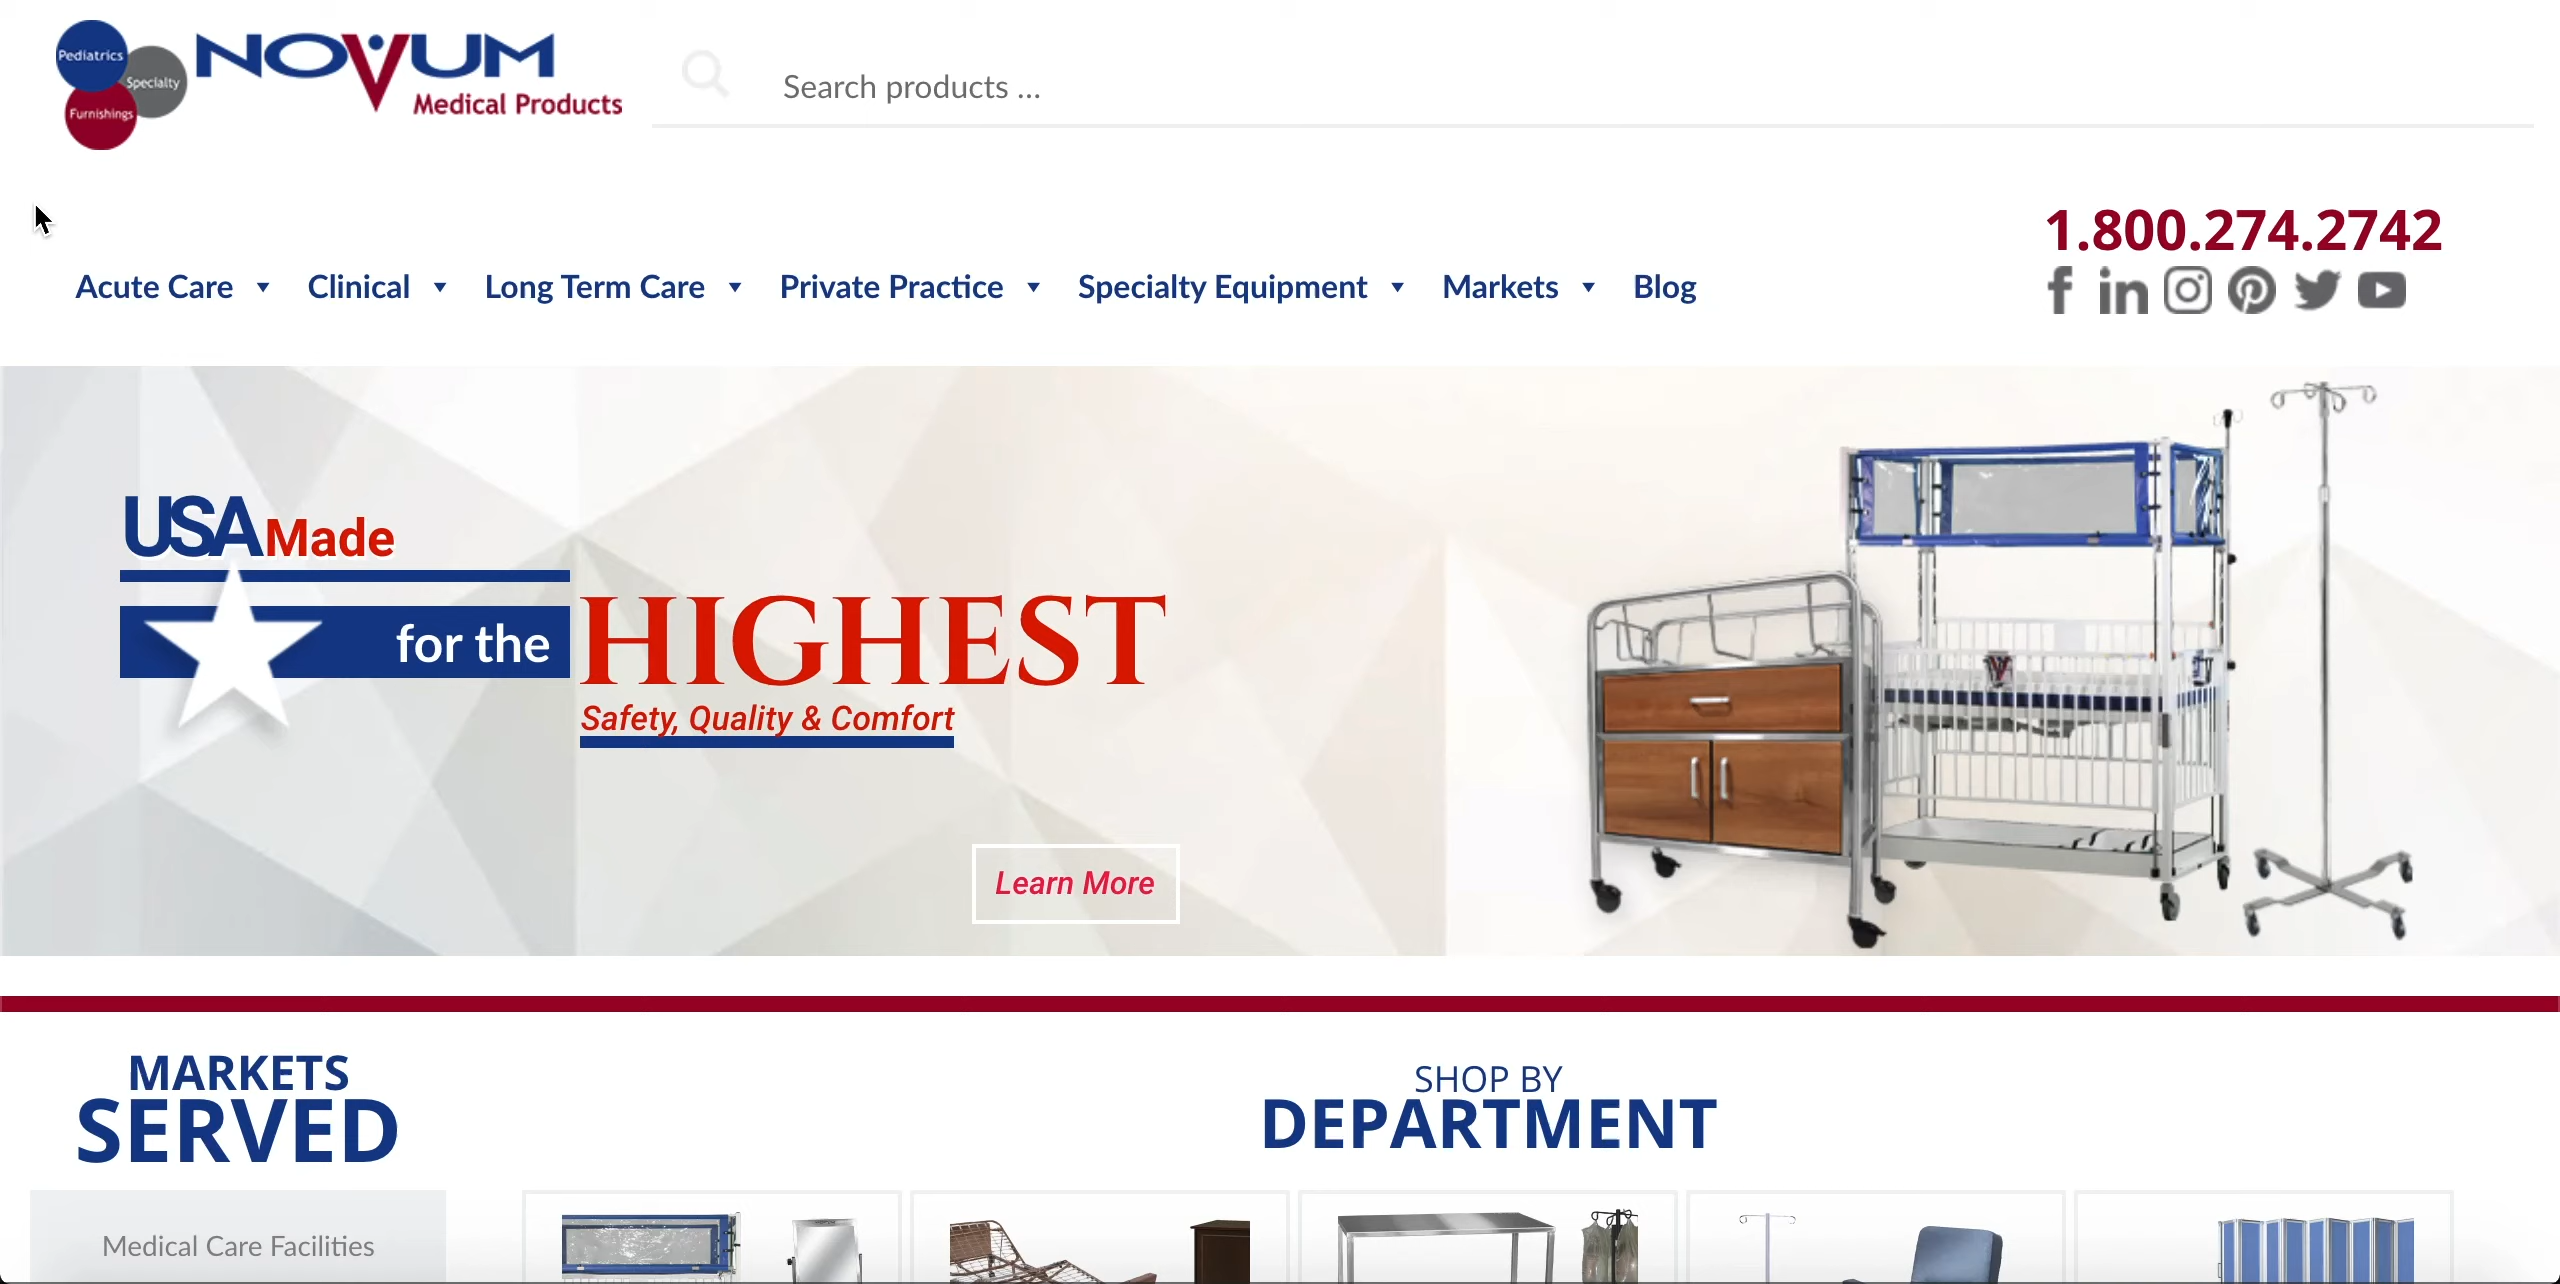 Pediatrics
Specialty
Furnishings
NOVUM
Medical Products
Search products ...
1.800.274.2742
Acute Care Clinical Long Term Care Private Practice Specialty Equipment Markets Blog
USA Made
for the HIGHEST
Safety, Quality & Comfort
Learn More
MARKETS
SERVED
SHOP BY
DEPARTMENT
Medical Care Facilities